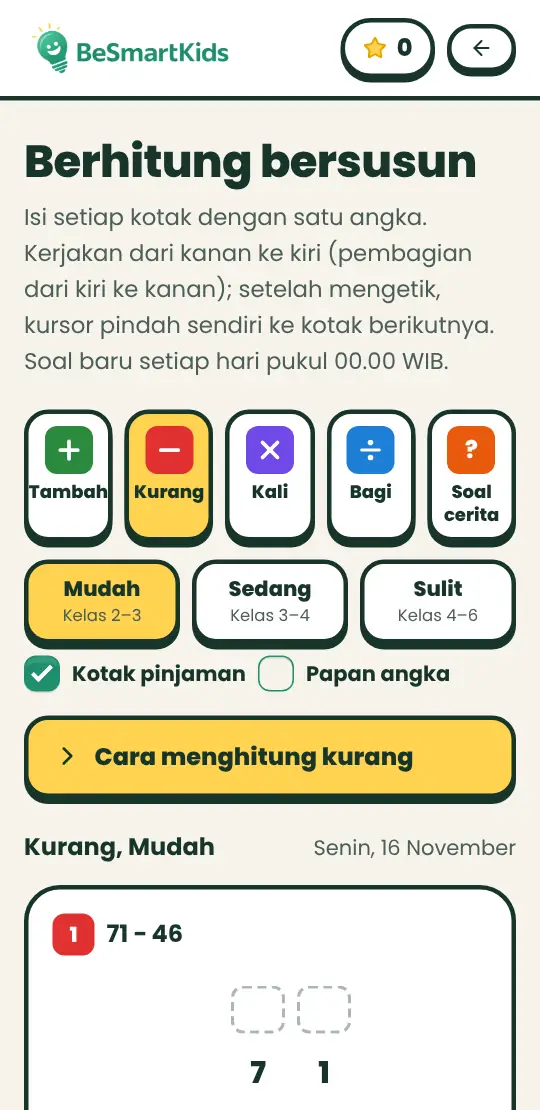 BeSmartKids
0
Berhitung bersusun
Isi setiap kotak dengan satu angka.
Kerjakan dari kanan ke kiri (pembagian
dari kiri ke kanan); setelah mengetik,
kursor pindah sendiri ke kotak berikutnya.
Soal baru setiap hari pukul 00.00 WIB.
+ − × ÷ ?
Tambah Kurang Kali Bagi Soal
cerita
Mudah Sedang Sulit
Kelas 2–3 Kelas 3–4 Kelas 4–6
Kotak pinjaman Papan angka
Cara menghitung kurang
Kurang, Mudah Senin, 16 November
1 71 − 46
7 1